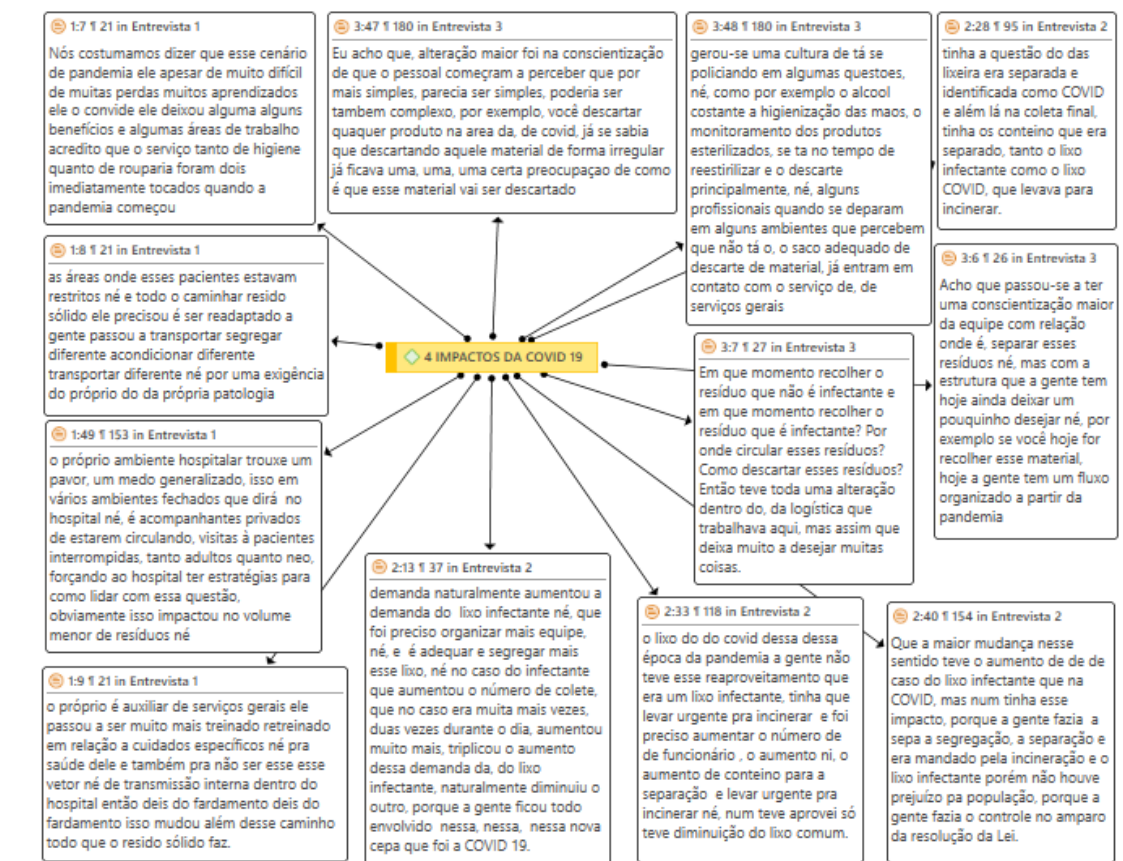 1:7 ¶ 21 in Entrevista 1
Nós costumamos dizer que esse cenário
de pandemia ele apesar de muito difícil
de muitas perdas muitos aprendizados
ele o convide ele deixou alguma alguns
benefícios e algumas áreas de trabalho
acredito que o serviço tanto de higiene
quanto de rouparia foram dois
imediatamente tocados quando a
pandemia começou
3:47 ¶ 180 in Entrevista 3
Eu acho que, alteração maior foi na conscientização
de que o pessoal começram a perceber que por
mais simples, parecia ser simples, poderia ser
tambem complexo, por exemplo, você descartar
quaquer produto na area da, de covid, já se sabia
que descartando aquele material de forma irregular
já ficava uma, uma, uma certa preocupaçao de como
é que esse material vai ser descartado
3:48 ¶ 180 in Entrevista 3
gerou-se uma cultura de tá se
policiando em algumas questoes,
né, como por exemplo o alcool
costante a higienização das maos, o
monitoramento dos produtos
esterilizados, se ta no tempo de
reestirilizar e o descarte
principalmente, né, alguns
profissionais quando se deparam
em alguns ambientes que percebem
que não tá o, o saco adequado de
descarte de material, já entram em
contato com o serviço de, de
serviços gerais
2:28 ¶ 95 in Entrevista 2
tinha a questão do das
lixeira era separada e
identificada como COVID
e além lá na coleta final,
tinha os conteino que era
separado, tanto o lixo
infectante como o lixo
COVID, que levava para
incinerar.
1:8 ¶ 21 in Entrevista 1
as áreas onde esses pacientes estavam
restritos né e todo o caminhar resido
sólido ele precisou é ser readaptado a
gente passou a transportar segregar
diferente acondicionar diferente
transportar diferente né por uma exigência
do próprio do da própria patologia
3:6 ¶ 26 in Entrevista 3
Acho que passou-se a ter
uma conscientização maior
da equipe com relação
onde é, separar esses
resíduos né, mas com a
estrutura que a gente tem
hoje ainda deixar um
pouquinho desejar né, por
exemplo se você hoje for
recolher esse material,
hoje a gente tem um fluxo
organizado a partir da
pandemia
4 IMPACTOS DA COVID 19
3:7 ¶ 27 in Entrevista 3
Em que momento recolher o
resíduo que não é infectante e
em que momento recolher o
resíduo que é infectante? Por
onde circular esses resíduos?
Como descartar esses resíduos?
Então teve toda uma alteração
dentro do, da logística que
trabalhava aqui, mas assim que
deixa muito a desejar muitas
coisas.
1:49 ¶ 153 in Entrevista 1
o próprio ambiente hospitalar trouxe um
pavor, um medo generalizado, isso em
vários ambientes fechados que dirá no
hospital né, é acompanhantes privados
de estarem circulando, visitas à pacientes
interrompidas, tanto adultos quanto neo,
forçando ao hospital ter estratégias para
como lidar com essa questão,
obviamente isso impactou no volume
menor de resíduos né
2:13 ¶ 37 in Entrevista 2
demanda naturalmente aumentou a
demanda do lixo infectante né, que
foi preciso organizar mais equipe,
né, e é adequar e segregar mais
esse lixo, né no caso do infectante
que aumentou o número de colete,
que no caso era muita mais vezes,
duas vezes durante o dia, aumentou
muito mais, triplicou o aumento
dessa demanda da, do lixo
infectante, naturalmente diminuiu o
outro, porque a gente ficou todo
envolvido nessa, nessa, nessa nova
cepa que foi a COVID 19.
2:33 ¶ 118 in Entrevista 2
o lixo do do covid dessa dessa
época da pandemia a gente não
teve esse reaproveitamento que
era um lixo infectante, tinha que
levar urgente pra incinerar e foi
preciso aumentar o número de
de funcionário , o aumento ni, o
aumento de conteino para a
separação e levar urgente pra
incinerar né, num teve aprovei só
teve diminuição do lixo comum.
2:40 ¶ 154 in Entrevista 2
Que a maior mudança nesse
sentido teve o aumento de de de
caso do lixo infectante que na
COVID, mas num tinha esse
impacto, porque a gente fazia a
sepa a segregação, a separação e
era mandado pela incineração e o
lixo infectante porém não houve
prejuízo pa população, porque a
gente fazia o controle no amparo
da resolução da Lei.
1:9 ¶ 21 in Entrevista 1
o próprio é auxiliar de serviços gerais ele
passou a ser muito mais treinado retreinado
em relação a cuidados específicos né pra
saúde dele e também pra não ser esse esse
vetor né de transmissão interna dentro do
hospital então deis do fardamento deis do
fardamento isso mudou além desse caminho
todo que o resido sólido faz.